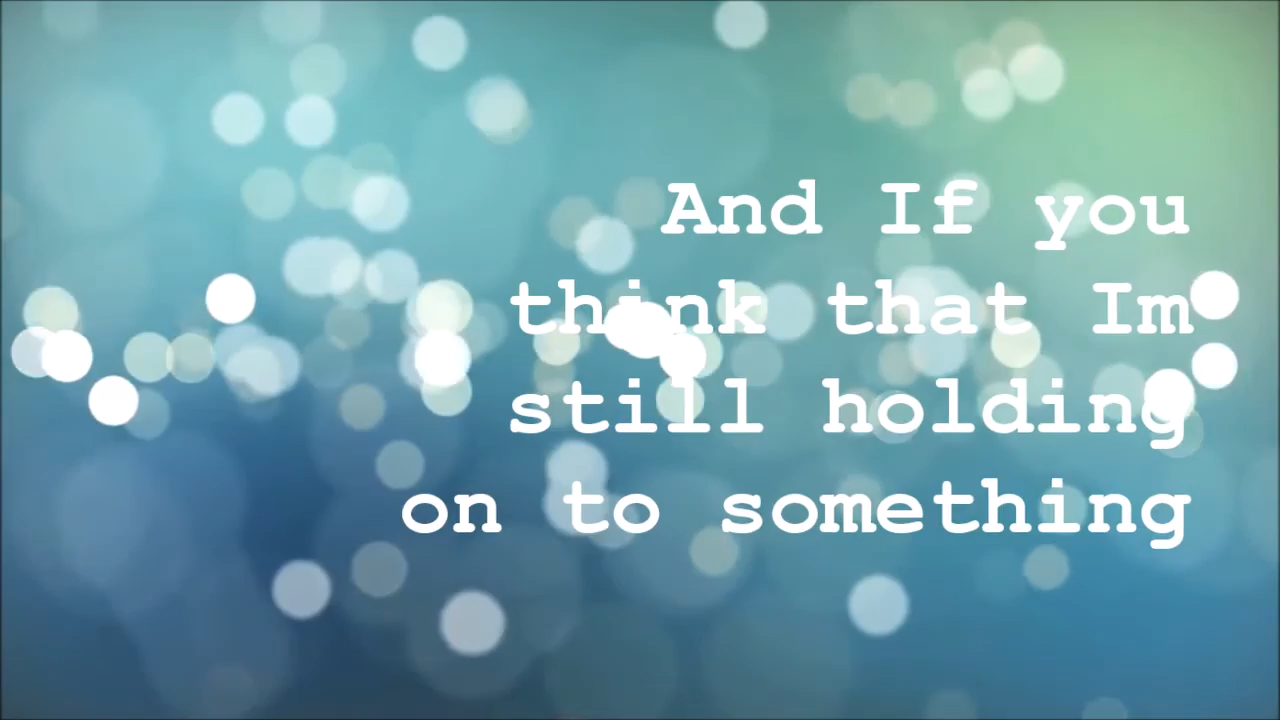 And If you
think that Im
still holding
on to something